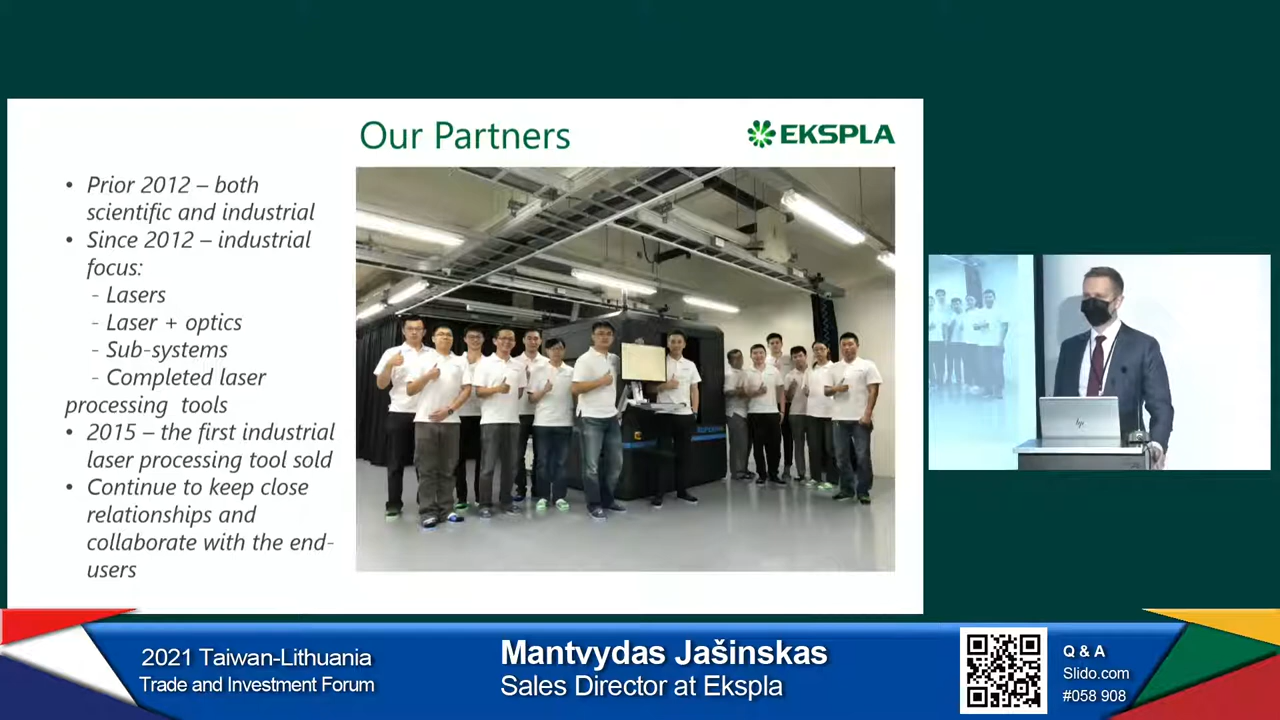 Our Partners
EKSPLA
• Prior 2012 – both
scientific and industrial
• Since 2012 – industrial
focus:
- Lasers
- Laser + optics
- Sub-systems
- Completed laser
processing tools
• 2015 – the first industrial
laser processing tool sold
• Continue to keep close
relationships and
collaborate with the end-
users
hp
2021 Taiwan-Lithuania
Trade and Investment Forum
Mantvydas Jašinskas
Sales Director at Ekspla
Q & A
Slido.com
#058 908